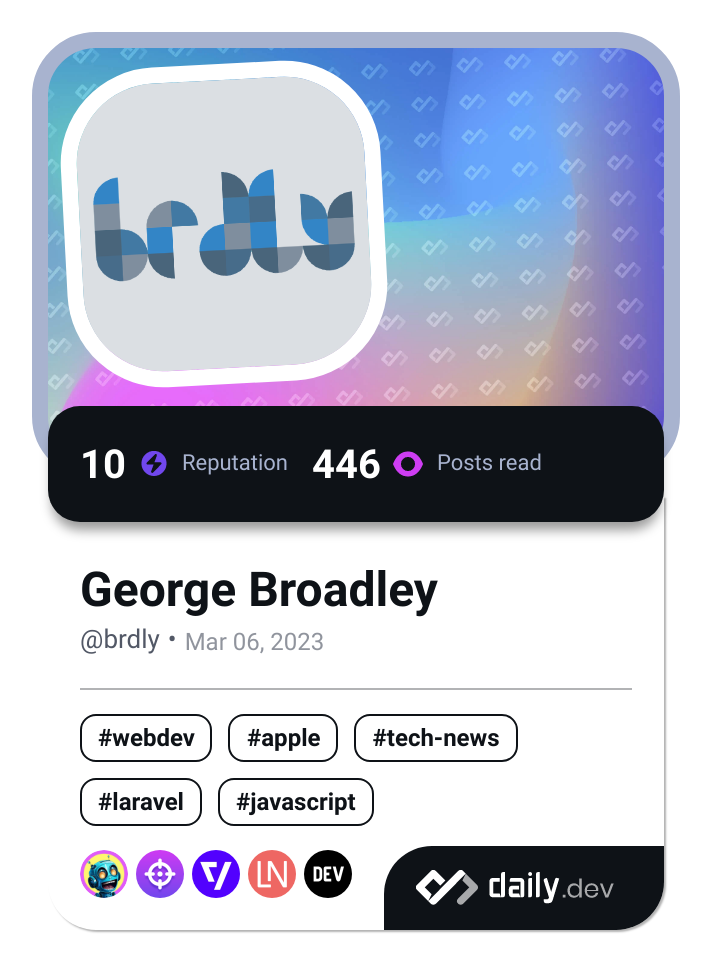 brdly
10 Reputation 446 Posts read
George Broadley
@brdly • Mar 06, 2023
#webdev #apple #tech-news
#laravel #javascript
LN DEV
daily.dev